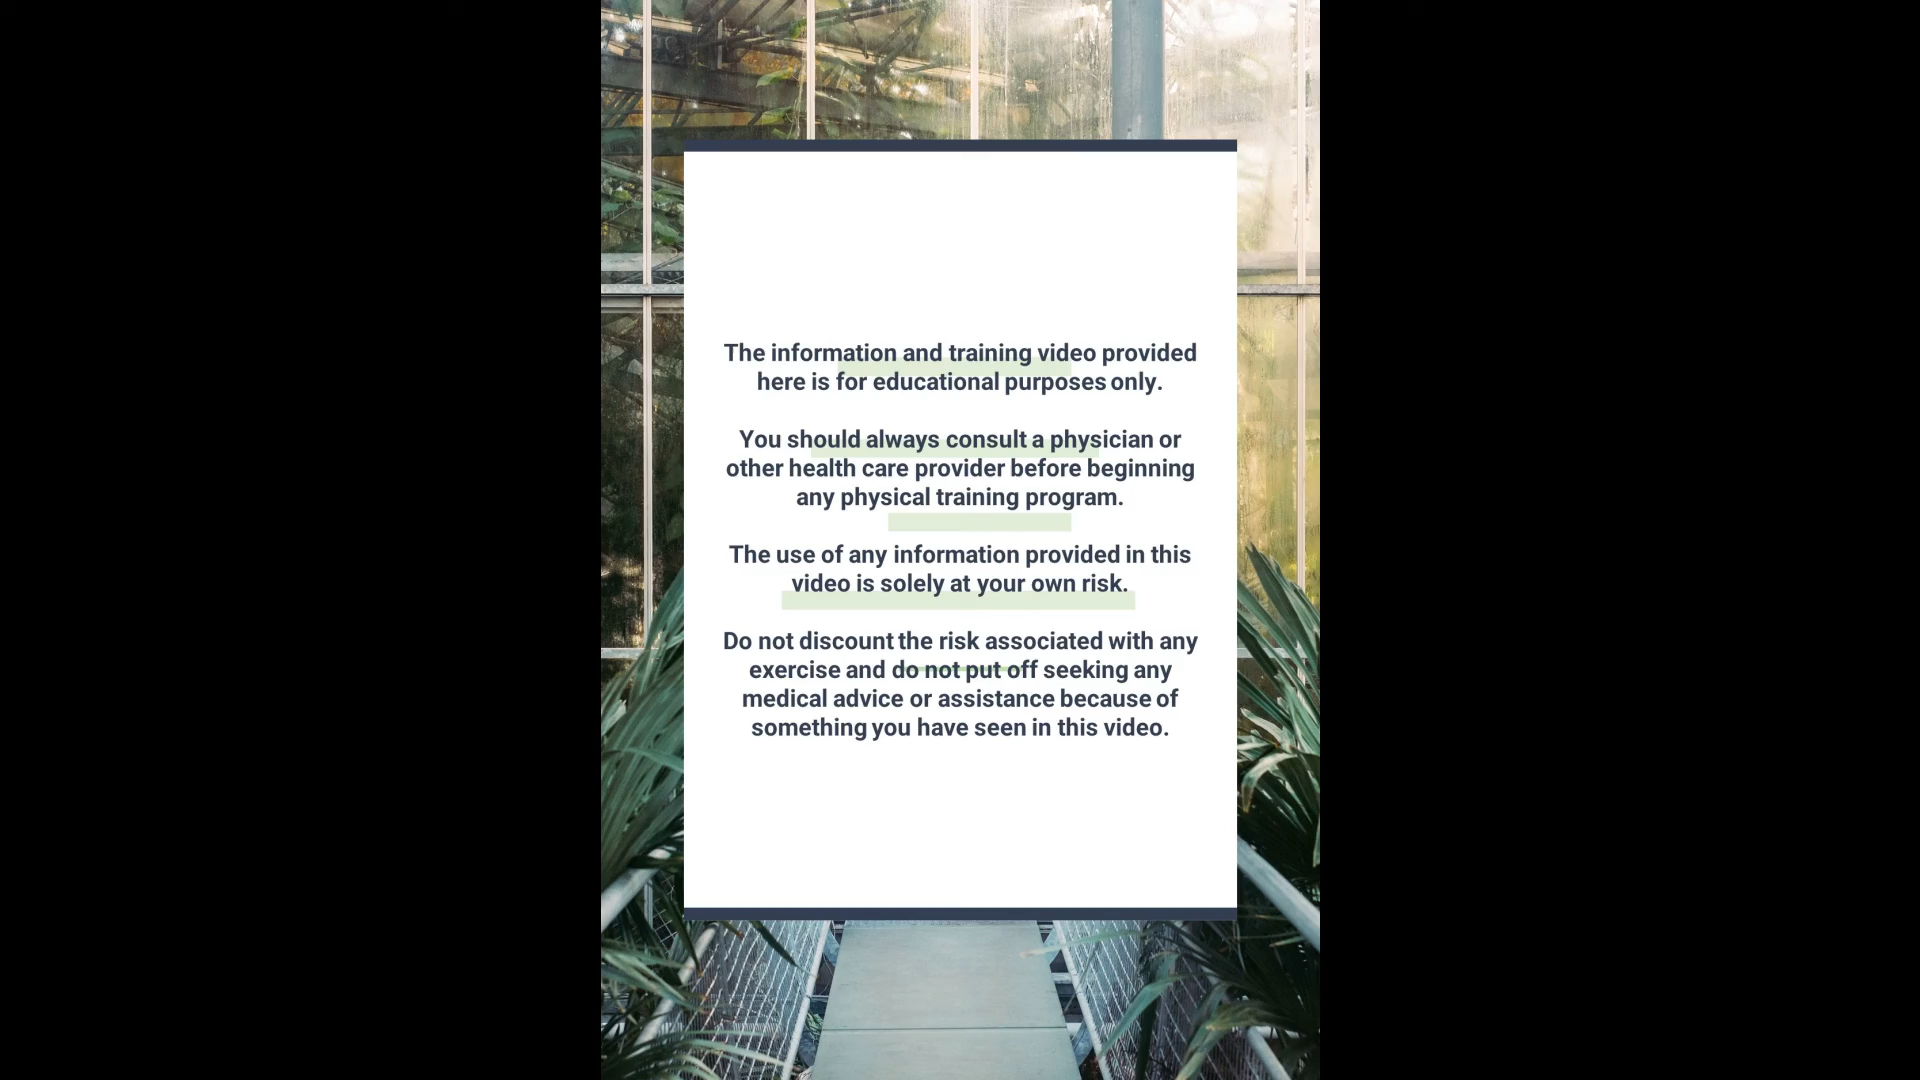 The information and training video provided
here is for educational purposes only.
You should always consult a physician or
other health care provider before beginning
any physical training program.
The use of any information provided in this
video is solely at your own risk.
Do not discount the risk associated with any
exercise and do not put off seeking any
medical advice or assistance because of
something you have seen in this video.